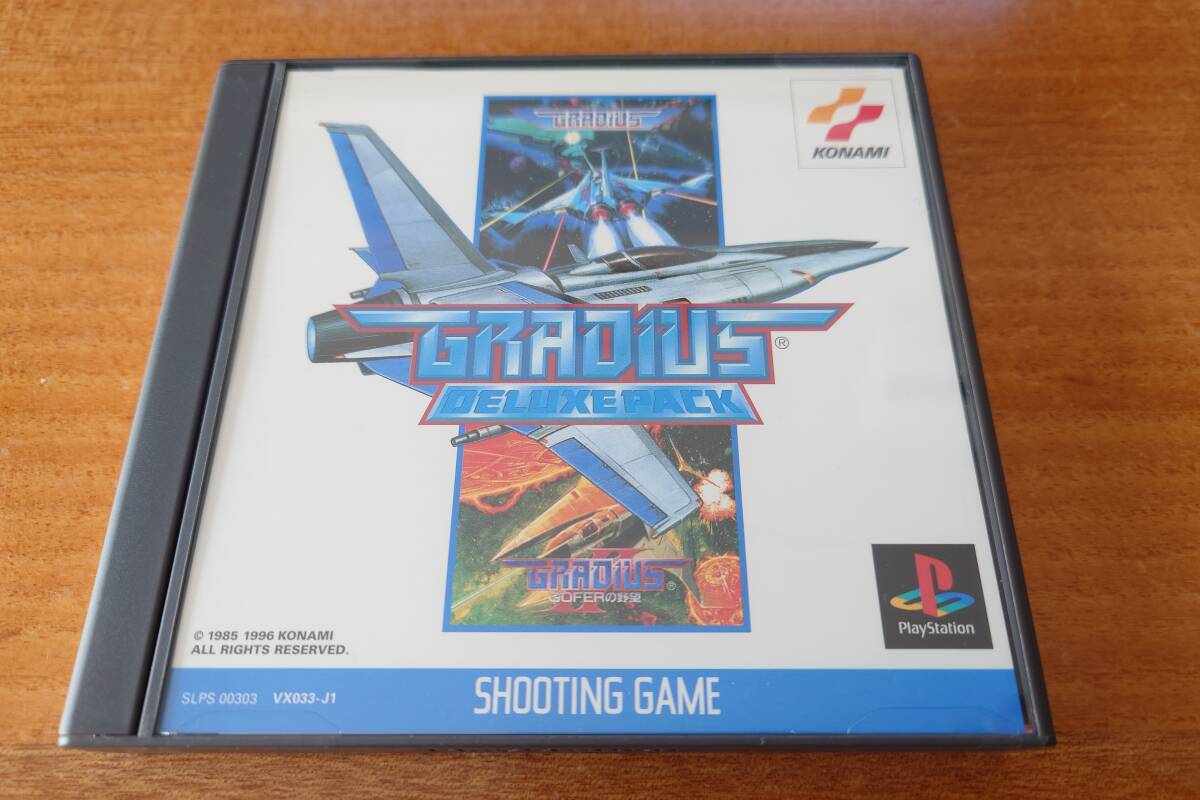 GRADIUS
KONAMI
GRADIUS®
DELUXE PACK
II
GRADIUS®
GOFERの野望
PlayStation
© 1985 1996 KONAMI
ALL RIGHTS RESERVED.
SLPS 00303 VX033-J1
SHOOTING GAME